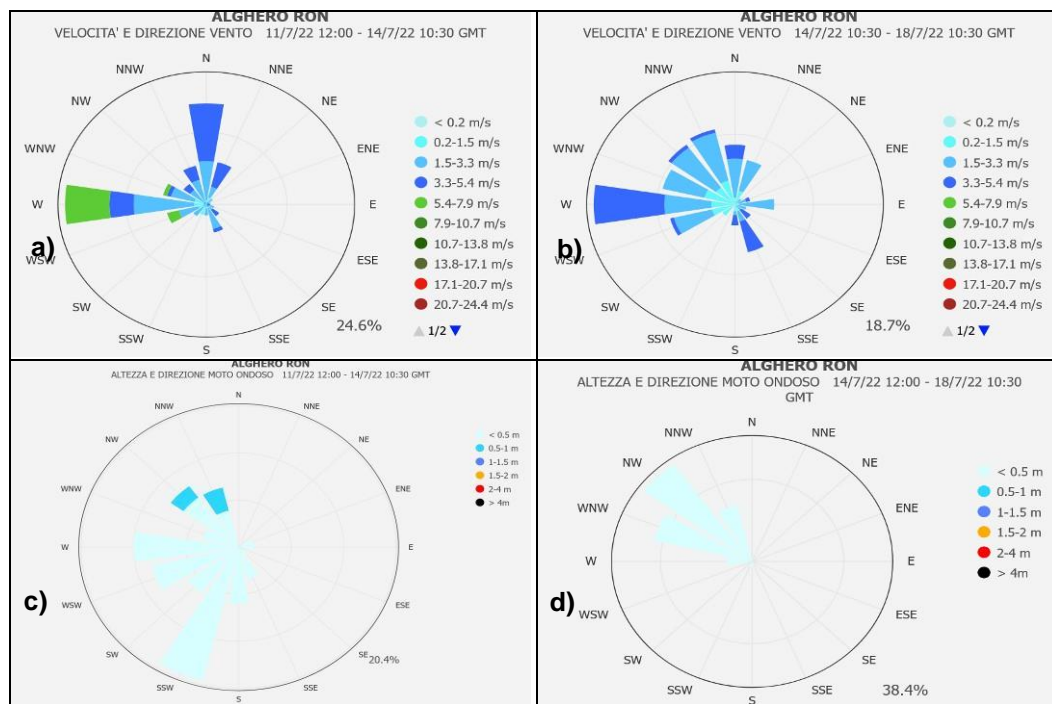 ALGHERO RON
VELOCITA' E DIREZIONE VENTO 11/7/22 12:00 - 14/7/22 10:30 GMT
N
NNW
NNE
NW
NE
WNW
ENE
W
E
WSW
ESE
SW
SE
SSW
SSE
S
< 0.2 m/s
0.2-1.5 m/s
1.5-3.3 m/s
3.3-5.4 m/s
5.4-7.9 m/s
7.9-10.7 m/s
10.7-13.8 m/s
13.8-17.1 m/s
17.1-20.7 m/s
20.7-24.4 m/s
1/2
24.6%
a)
ALGHERO RON
VELOCITA' E DIREZIONE VENTO 14/7/22 10:30 - 18/7/22 10:30 GMT
N
NNW
NNE
NW
NE
WNW
ENE
W
E
WSW
ESE
SW
SE
SSW
SSE
S
< 0.2 m/s
0.2-1.5 m/s
1.5-3.3 m/s
3.3-5.4 m/s
5.4-7.9 m/s
7.9-10.7 m/s
10.7-13.8 m/s
13.8-17.1 m/s
17.1-20.7 m/s
20.7-24.4 m/s
1/2
18.7%
b)
ALGHERO RON
ALTEZZA E DIREZIONE MOTO ONDOSO 11/7/22 12:00 - 14/7/22 10:30 GMT
N
NNW
NNE
NW
NE
WNW
ENE
W
E
WSW
ESE
SW
SE
SSW
SSE
S
< 0.5 m
0.5-1 m
1-1.5 m
1.5-2 m
2-4 m
> 4m
20.4%
c)
ALGHERO RON
ALTEZZA E DIREZIONE MOTO ONDOSO 14/7/22 12:00 - 18/7/22 10:30
GMT
N
NNW
NNE
NW
NE
WNW
ENE
W
E
WSW
ESE
SW
SE
SSW
SSE
S
< 0.5 m
0.5-1 m
1-1.5 m
1.5-2 m
2-4 m
> 4m
38.4%
d)